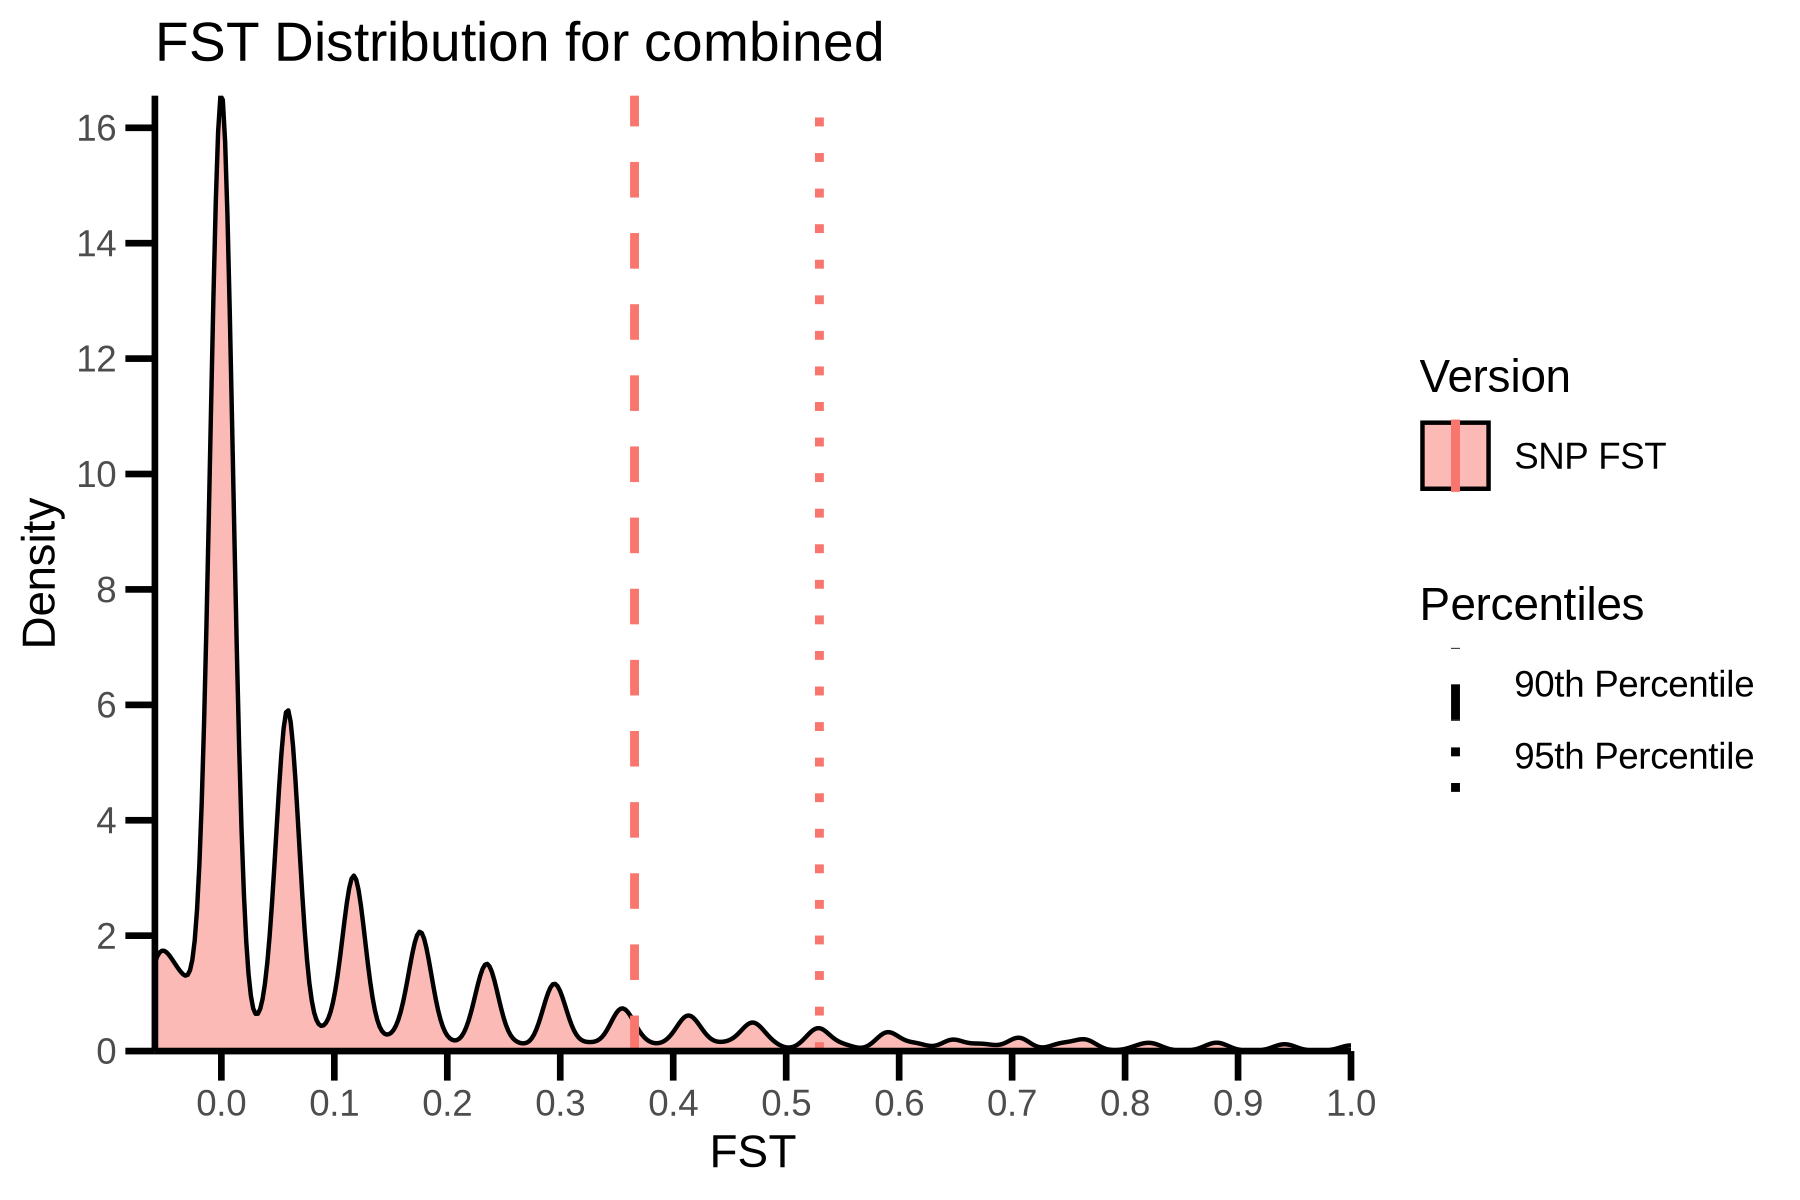 FST Distribution for combined
16
14
12
10
8
6
4
2
0
Density
0.0 0.1 0.2 0.3 0.4 0.5 0.6 0.7 0.8 0.9 1.0
FST
Version
SNP FST
Percentiles
90th Percentile
95th Percentile